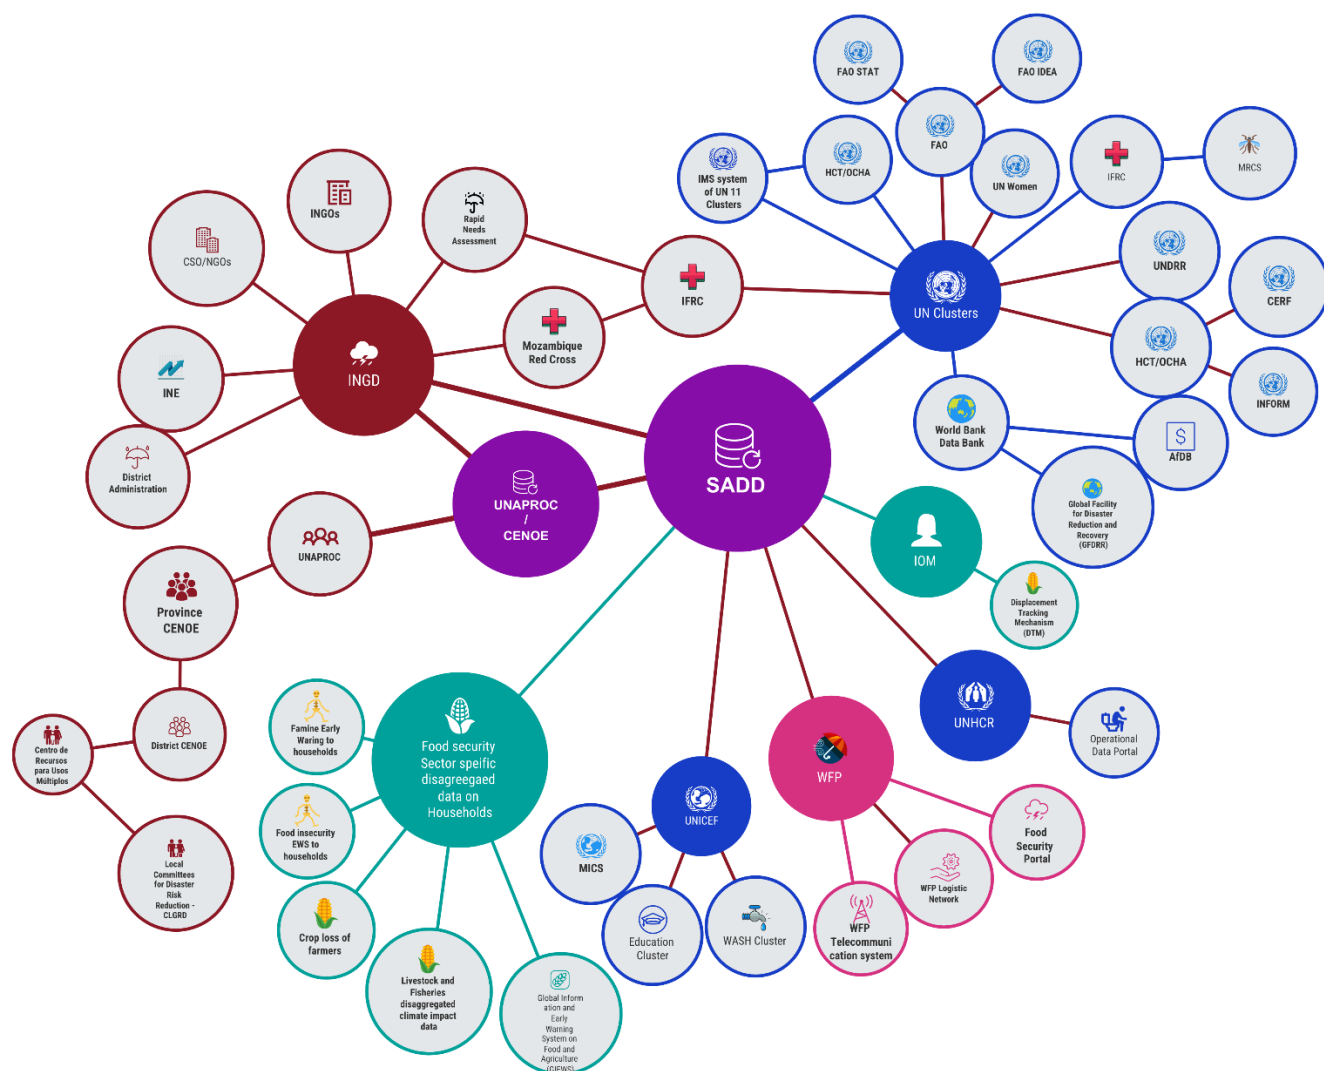 FAO STAT
FAO IDEA
FAO
IMS system
of UN 11
Clusters
HCT/OCHA
UN Women
IFRC
MRCS
INGOs
Rapid
Needs
Assessment
CSO/NGOs
IFRC
UN Clusters
UNDRR
CERF
Mozambique
Red Cross
INGD
HCT/OCHA
INE
INFORM
World Bank
Data Bank
AfDB
District
Administration
SADD
UNAPROC
/
CENOE
Global Facility
for Disaster
Reduction and
Recovery
(GFDRR)
UNAPROC
IOM
Province
CENOE
Displacement
Tracking
Mechanism
(DTM)
Famine Early
Waring to
households
District CENOE
Centro de
Recursos
para Usos
Múltiplos
Food security
Sector speific
disagreegaed
data on
Households
UNHCR
Operational
Data Portal
WFP
UNICEF
Food insecurity
EWS to
households
Food
Security
Portal
MICS
Local
Committees
for Disaster
Risk
Reduction -
CLGRD
WFP Logistic
Network
Crop loss of
farmers
Education
Cluster
WASH Cluster
WFP
Telecommuni
cation system
Livestock and
Fisheries
disaggregated
climate impact
data
Global Inform
ation and
Early
Warning
System on
Food and
Agriculture
(GIEWS)